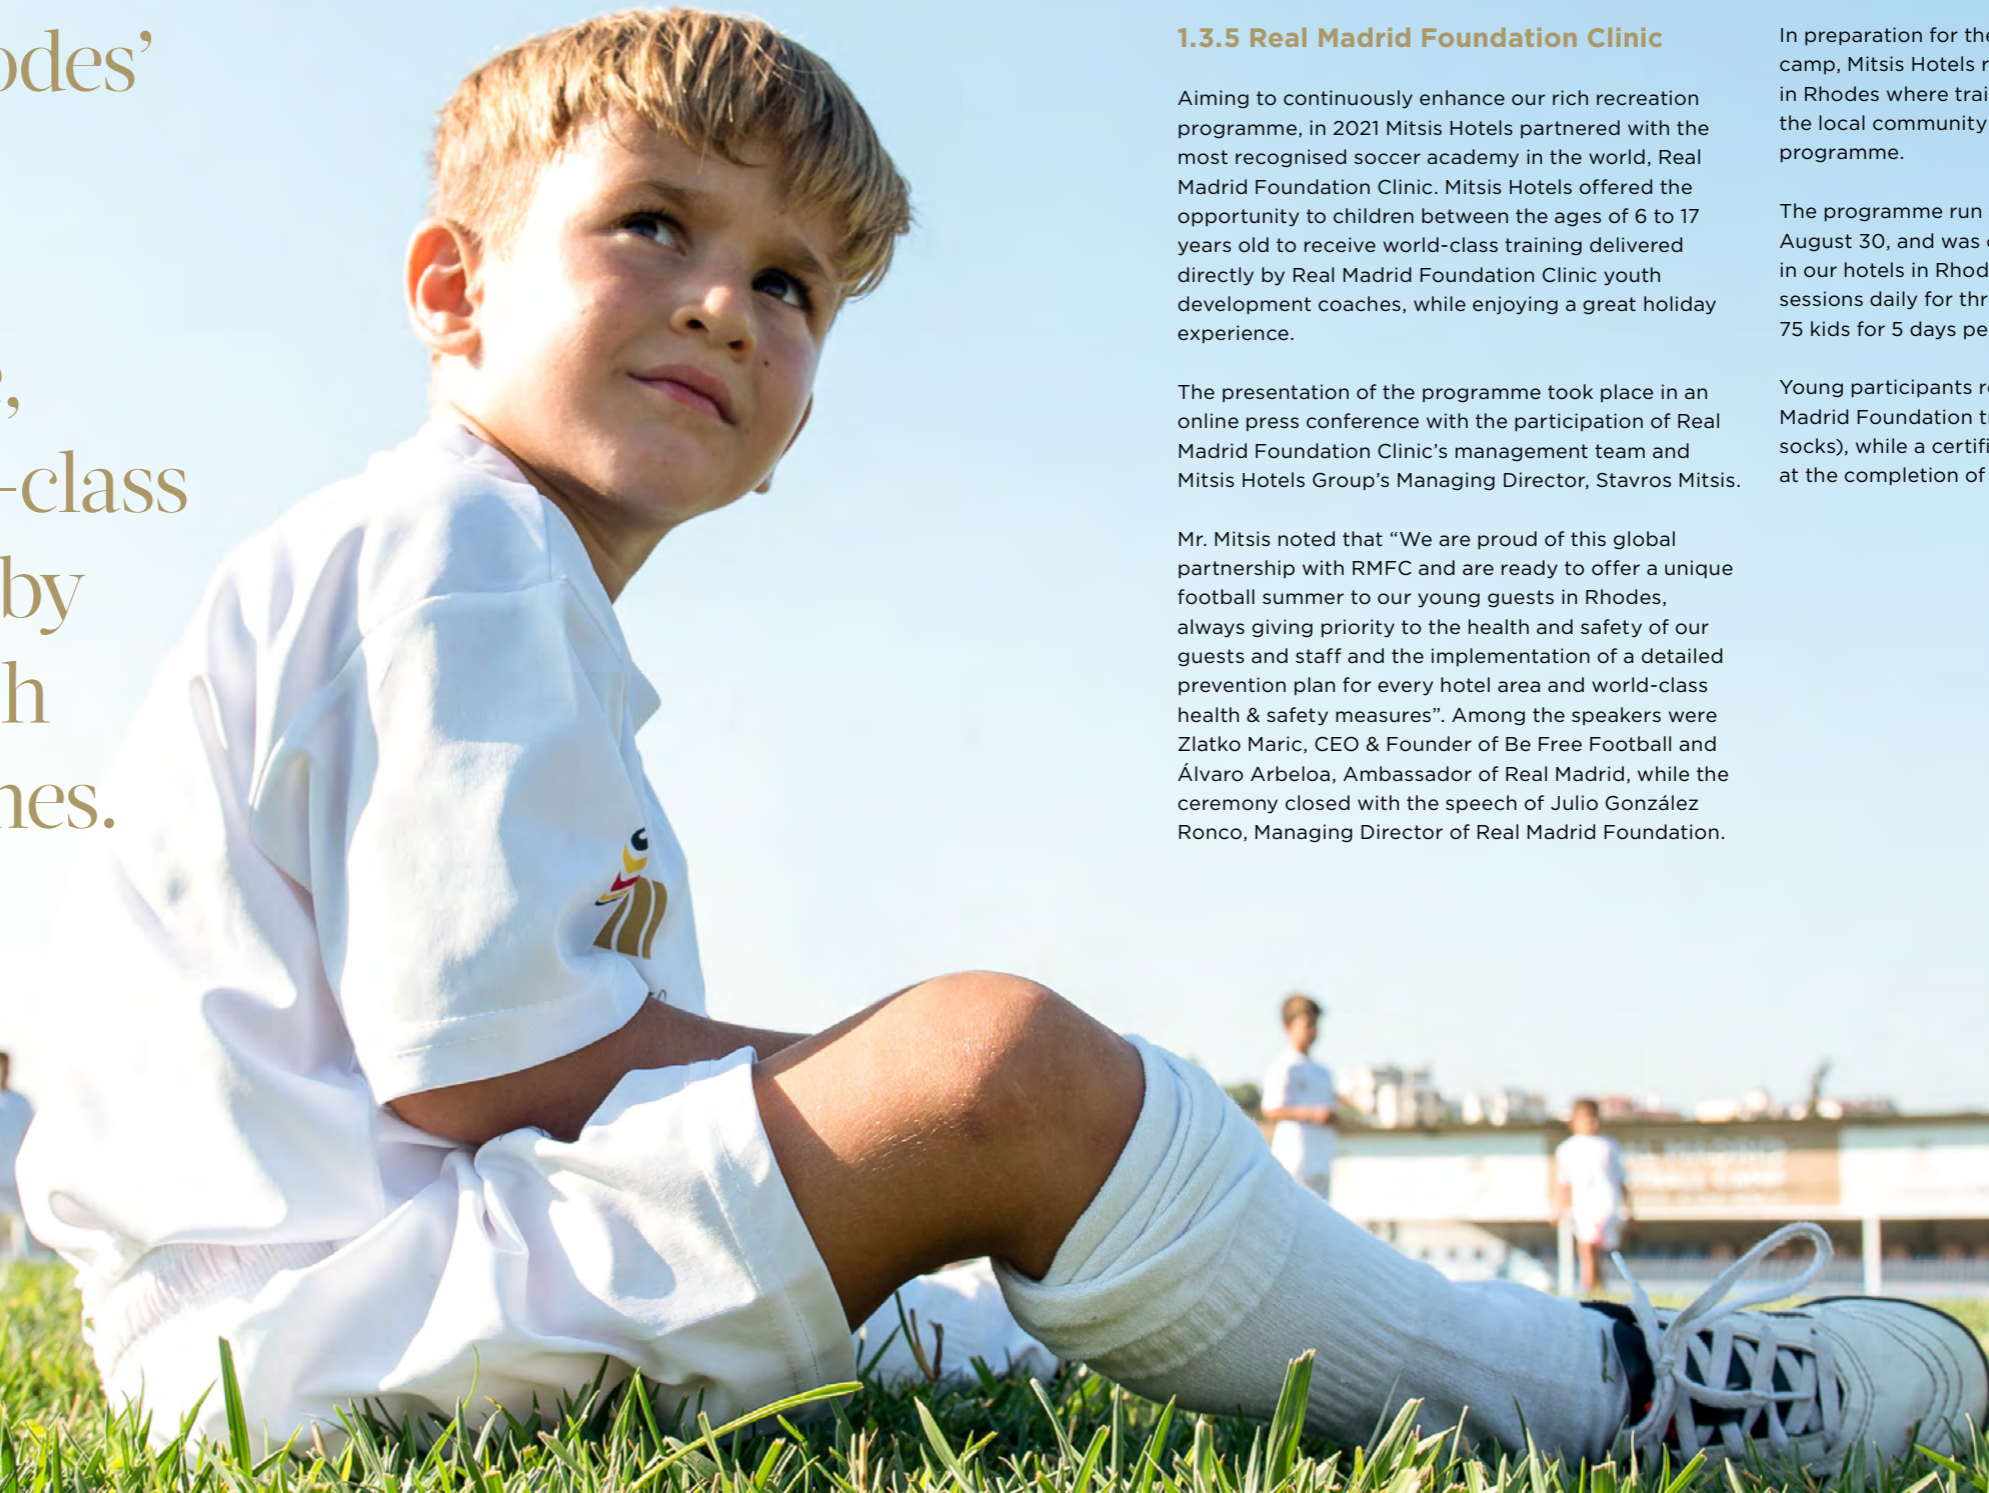 odes’
-class
by
h
nes.
1.3.5 Real Madrid Foundation Clinic
Aiming to continuously enhance our rich recreation
programme, in 2021 Mitsis Hotels partnered with the
most recognised soccer academy in the world, Real
Madrid Foundation Clinic. Mitsis Hotels offered the
opportunity to children between the ages of 6 to 17
years old to receive world-class training delivered
directly by Real Madrid Foundation Clinic youth
development coaches, while enjoying a great holiday
experience.
The presentation of the programme took place in an
online press conference with the participation of Real
Madrid Foundation Clinic’s management team and
Mitsis Hotels Group’s Managing Director, Stavros Mitsis.
Mr. Mitsis noted that “We are proud of this global
partnership with RMFC and are ready to offer a unique
football summer to our young guests in Rhodes,
always giving priority to the health and safety of our
guests and staff and the implementation of a detailed
prevention plan for every hotel area and world-class
health & safety measures”. Among the speakers were
Zlatko Maric, CEO & Founder of Be Free Football and
Álvaro Arbeloa, Ambassador of Real Madrid, while the
ceremony closed with the speech of Julio González
Ronco, Managing Director of Real Madrid Foundation.
In preparation for the
camp, Mitsis Hotels r
in Rhodes where trai
the local community
programme.
The programme run
August 30, and was
in our hotels in Rhod
sessions daily for thr
75 kids for 5 days pe
Young participants r
Madrid Foundation t
socks), while a certifi
at the completion of